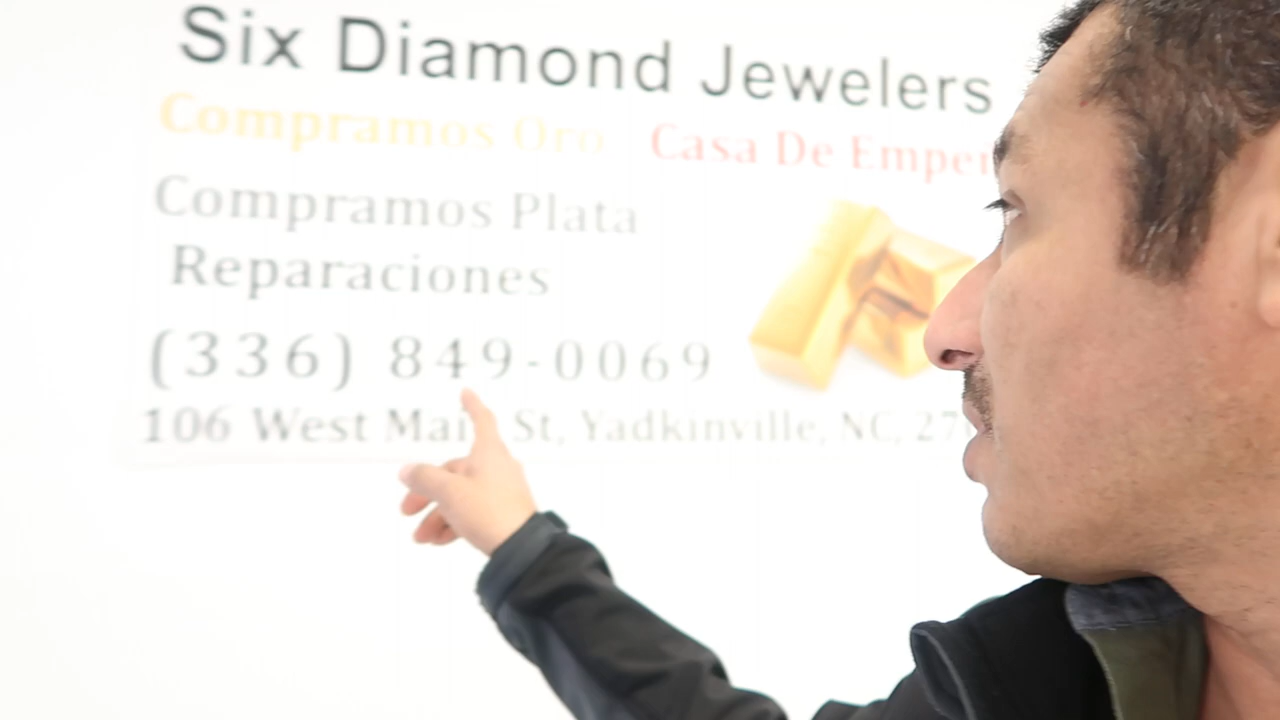 Six Diamond Jewelers
Compramos Oro Casa De
Compramos Plata
Reparaciones
(336) 849-0069
106 West St, Yadkinville, NC,